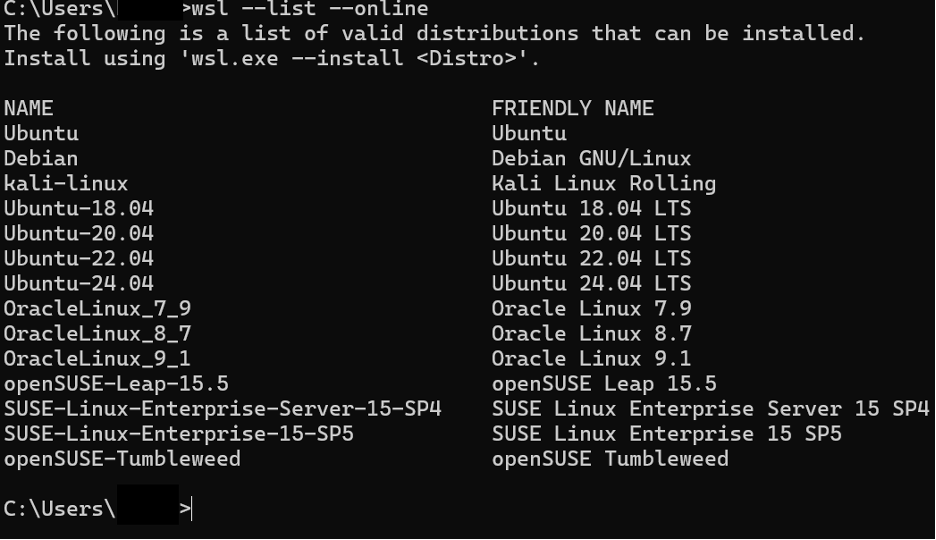 C:\Users\ >wsl --list --online
The following is a list of valid distributions that can be installed.
Install using 'wsl.exe --install <Distro>'.
NAME FRIENDLY NAME
Ubuntu Ubuntu
Debian Debian GNU/Linux
kali-linux Kali Linux Rolling
Ubuntu-18.04 Ubuntu 18.04 LTS
Ubuntu-20.04 Ubuntu 20.04 LTS
Ubuntu-22.04 Ubuntu 22.04 LTS
Ubuntu-24.04 Ubuntu 24.04 LTS
OracleLinux_7_9 Oracle Linux 7.9
OracleLinux_8_7 Oracle Linux 8.7
OracleLinux_9_1 Oracle Linux 9.1
openSUSE-Leap-15.5 openSUSE Leap 15.5
SUSE-Linux-Enterprise-Server-15-SP4 SUSE Linux Enterprise Server 15 SP4
SUSE-Linux-Enterprise-15-SP5 SUSE Linux Enterprise 15 SP5
openSUSE-Tumbleweed openSUSE Tumbleweed
C:\Users\ >